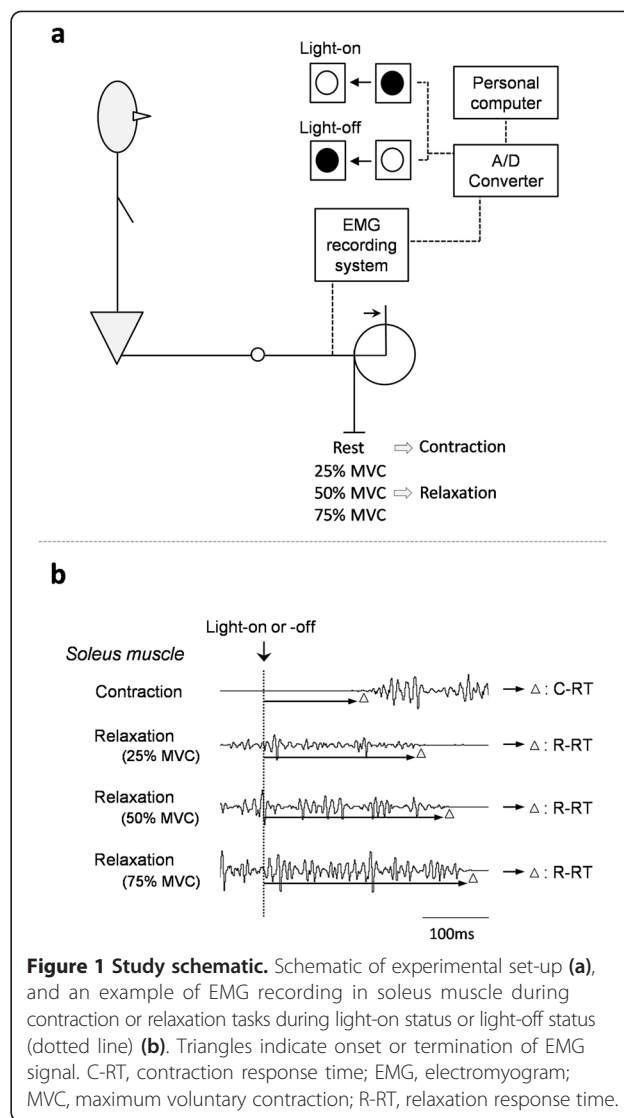 a
Light-on
Light-off
Personal
computer
A/D
Converter
EMG
recording
system
Rest ⇨ Contraction
25% MVC
50% MVC ⇨ Relaxation
75% MVC
b
Light-on or -off
Soleus muscle
Contraction → △ : C-RT
Relaxation
(25% MVC) → △ : R-RT
Relaxation
(50% MVC) → △ : R-RT
Relaxation
(75% MVC) → △ : R-RT
100ms
Figure 1 Study schematic. Schematic of experimental set-up (a),
and an example of EMG recording in soleus muscle during
contraction or relaxation tasks during light-on status or light-off status
(dotted line) (b). Triangles indicate onset or termination of EMG
signal. C-RT, contraction response time; EMG, electromyogram;
MVC, maximum voluntary contraction; R-RT, relaxation response time.